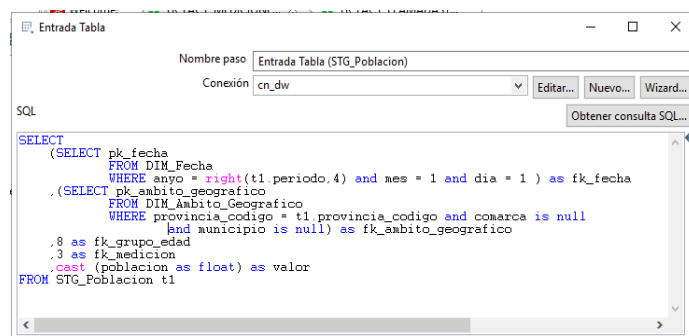 Entrada Tabla
Nombre paso Entrada Tabla (STG_Poblacion)
Conexión cn_dw Editar... Nuevo... Wizard...
SQL Obtener consulta SQL...
SELECT
(SELECT pk_fecha
FROM DIM_Fecha
WHERE anyo = right(t1.periodo,4) and mes = 1 and dia = 1 ) as fk_fecha
,(SELECT pk_ambito_geografico
FROM DIM_Ambito_Geografico
WHERE provincia_codigo = t1.provincia_codigo and comarca is null
and municipio is null) as fk_ambito_geografico
,8 as fk_grupo_edad
,3 as fk_medicion
,cast (poblacion as float) as valor
FROM STG_Poblacion t1